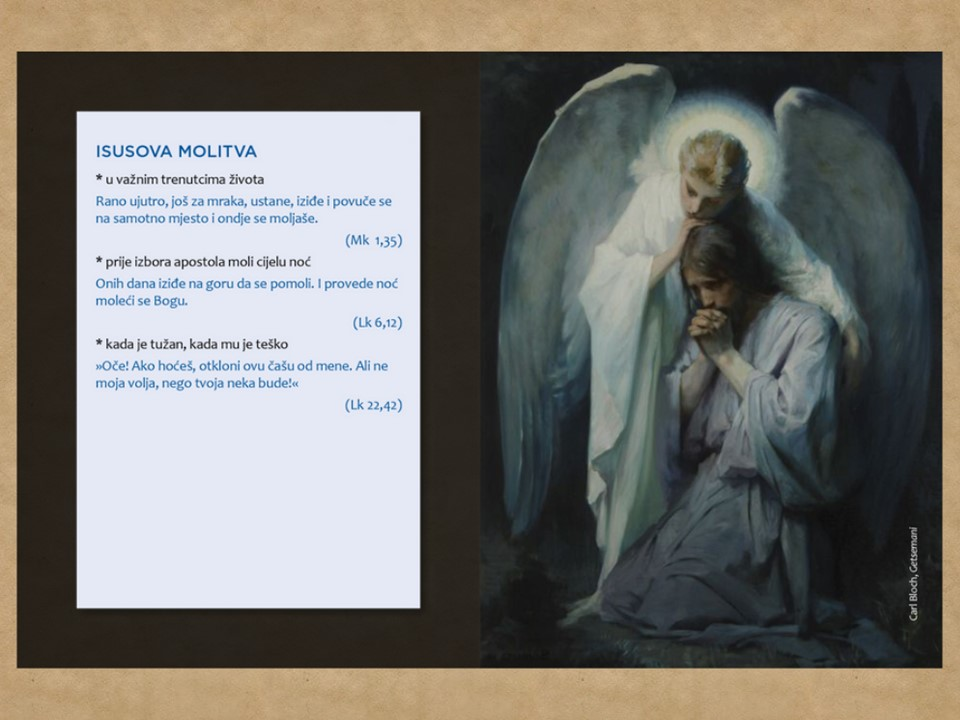 ISUSOVA MOLITVA
* u važnim trenutcima života
Rano ujutro, još za mraka, ustane, iziđe i povuče se
na samotno mjesto i ondje se moljaše.
(Mk 1,35)
* prije izbora apostola moli cijelu noć
Onih dana iziđe na goru da se pomoli. I provede noć
moleći se Bogu.
(Lk 6,12)
* kada je tužan, kada mu je teško
»Oče! Ako hoćeš, otkloni ovu čašu od mene. Ali ne
moja volja, nego tvoja neka bude!«
(Lk 22,42)
Carl Bloch, Getsemani